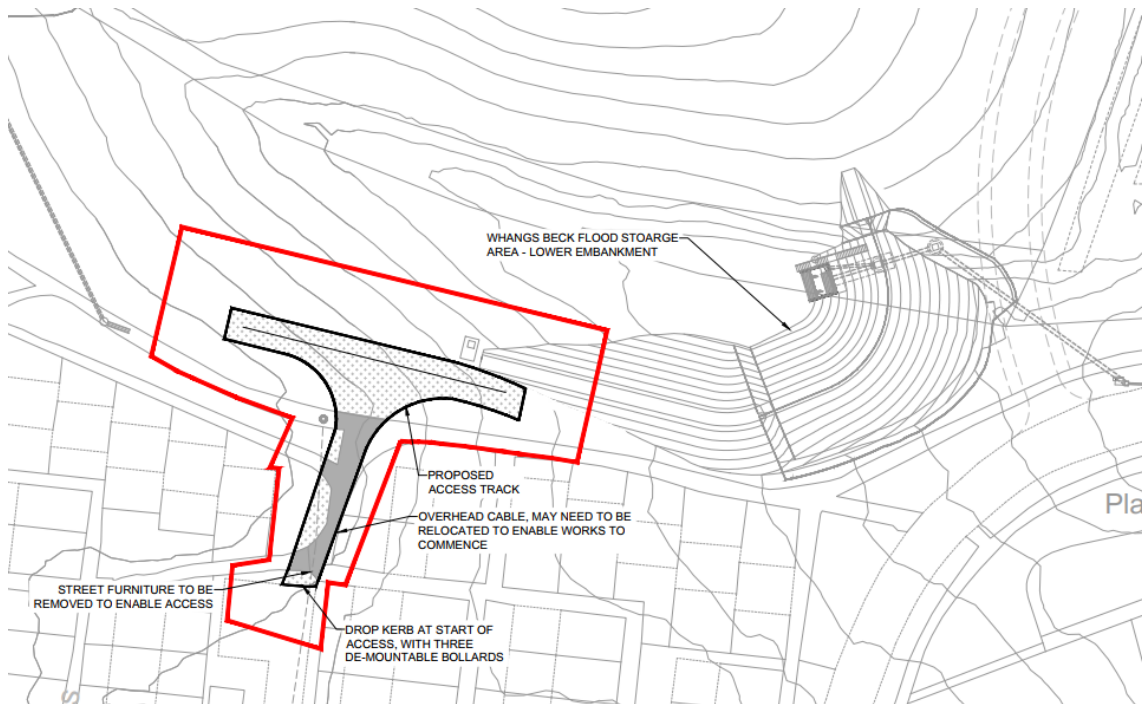 WHANGS BECK FLOOD STOARGE
AREA - LOWER EMBANKMENT
PROPOSED
ACCESS TRACK
Pla
OVERHEAD CABLE, MAY NEED TO BE
RELOCATED TO ENABLE WORKS TO
COMMENCE
STREET FURNITURE TO BE
REMOVED TO ENABLE ACCESS
DROP KERB AT START OF
ACCESS, WITH THREE
DE-MOUNTABLE BOLLARDS
s